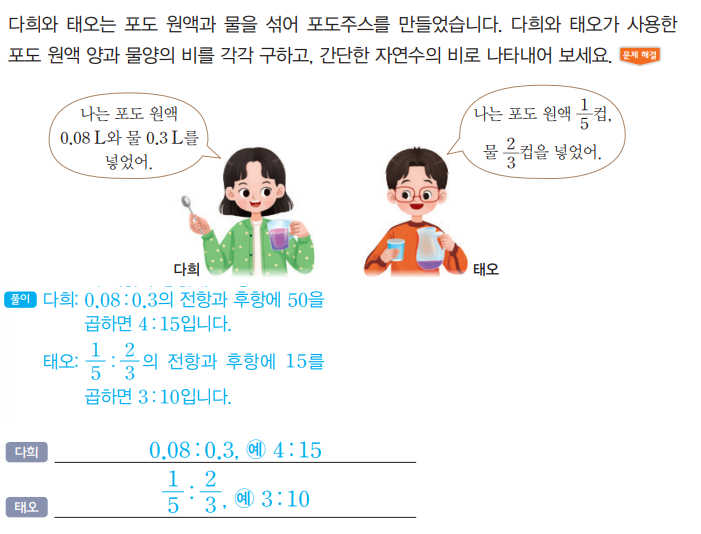 다희와 태오는 포도 원액과 물을 섞어 포도주스를 만들었습니다. 다희와 태오가 사용한
포도 원액 양과 물양의 비를 각각 구하고, 간단한 자연수의 비로 나타내어 보세요. 문제 해결
나는 포도 원액
0.08 L와 물 0.3 L를
넣었어.
나는 포도 원액 1/5컵,
물 2/3컵을 넣었어.
다희
태오
풀이 다희: 0.08 : 0.3의 전항과 후항에 50을
곱하면 4 : 15입니다.
태오: 1/5 : 2/3의 전항과 후항에 15를
곱하면 3 : 10입니다.
다희 0.08 : 0.3, 예 4 : 15
태오 1/5 : 2/3, 예 3 : 10